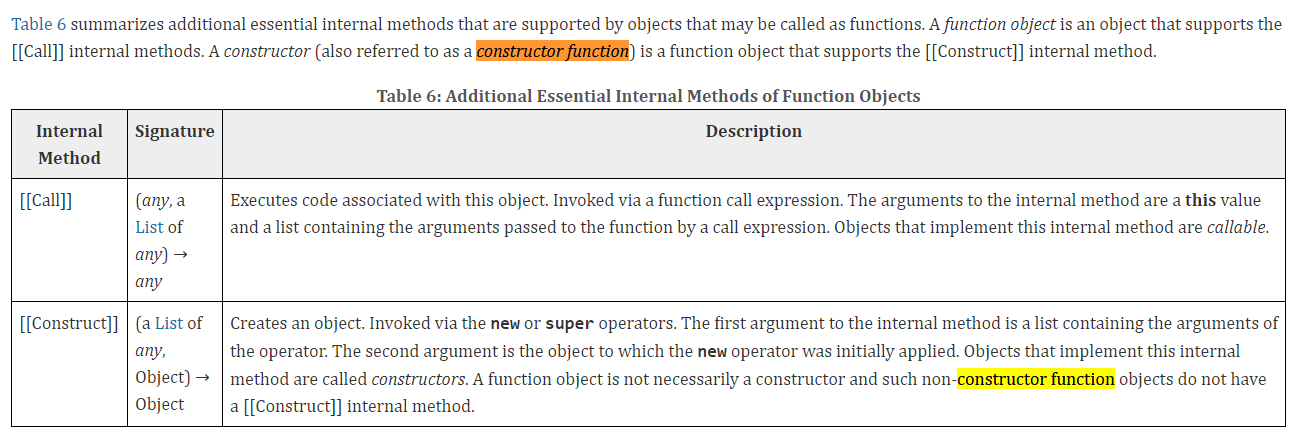 Table 6 summarizes additional essential internal methods that are supported by objects that may be called as functions. A function object is an object that supports the
[[Call]] internal methods. A constructor (also referred to as a constructor function) is a function object that supports the [[Construct]] internal method.
Table 6: Additional Essential Internal Methods of Function Objects
Internal
Method
Signature
Description
[[Call]]
(any, a
List of
any) →
any
Executes code associated with this object. Invoked via a function call expression. The arguments to the internal method are a this value
and a list containing the arguments passed to the function by a call expression. Objects that implement this internal method are callable.
[[Construct]]
(a List of
any,
Object) →
Object
Creates an object. Invoked via the new or super operators. The first argument to the internal method is a list containing the arguments of
the operator. The second argument is the object to which the new operator was initially applied. Objects that implement this internal
method are called constructors. A function object is not necessarily a constructor and such non-constructor function objects do not have
a [[Construct]] internal method.